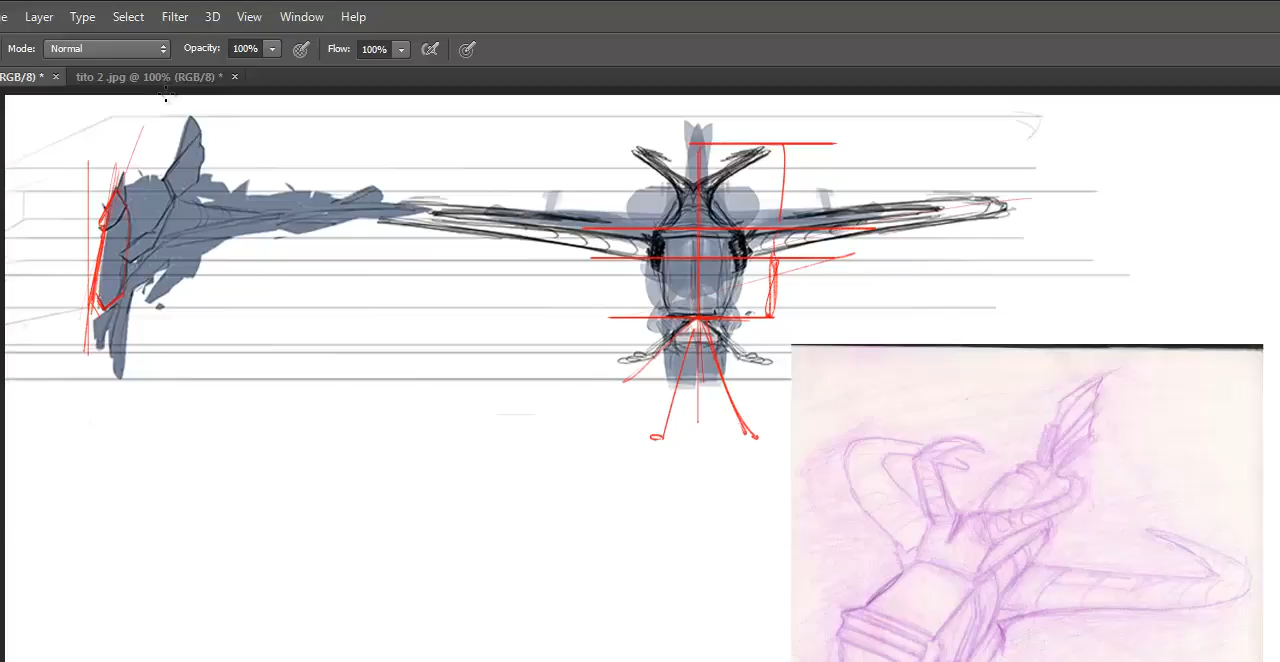 e Layer Type Select Filter 3D View Window Help
Mode: Normal Opacity: 100% Flow: 100%
RGB/8) * × tito 2 .jpg @ 100% (RGB/8) * ×